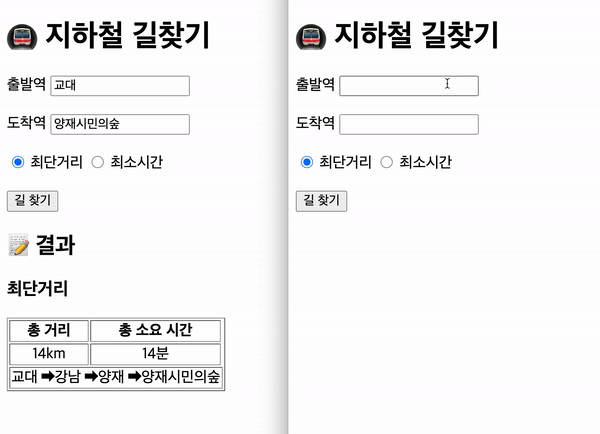 🚇 지하철 길찾기
출발역 교대
도착역 양재시민의숲
최단거리 최소시간
길 찾기
📝 결과
최단거리
총 거리 총 소요 시간
14km 14분
교대 ➡강남 ➡양재 ➡양재시민의숲
🚇 지하철 길찾기
출발역
도착역
최단거리 최소시간
길 찾기